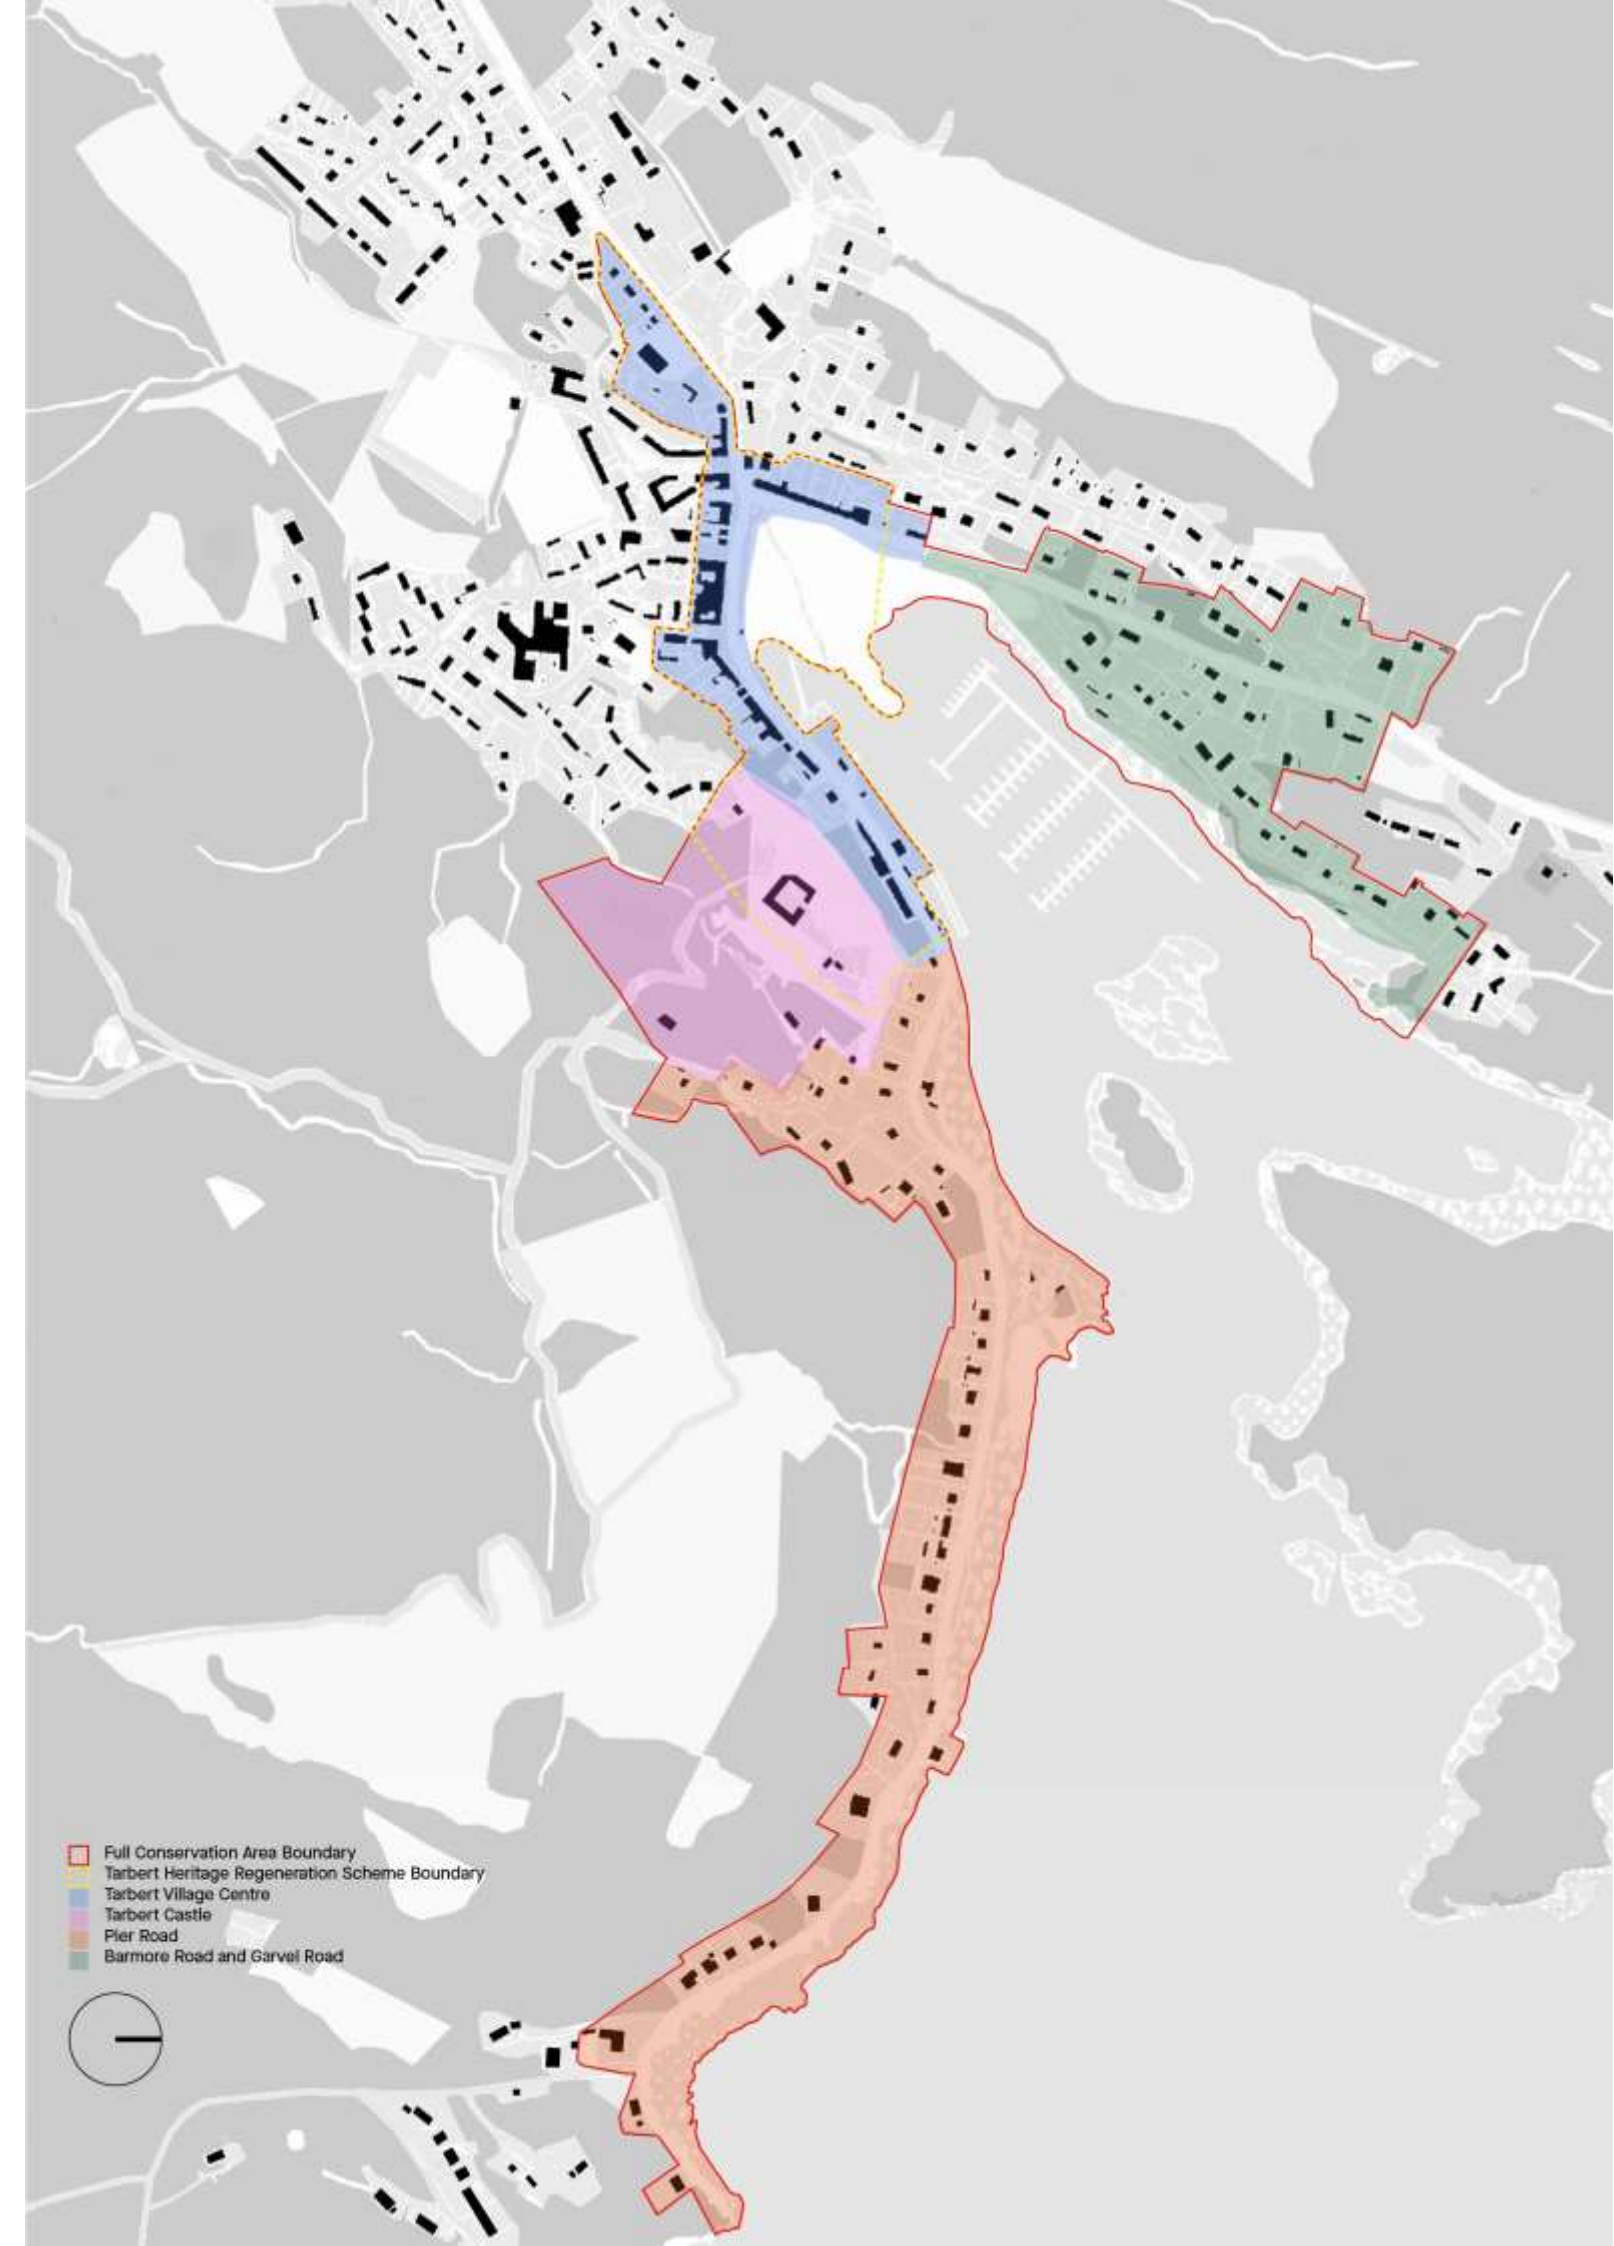 Full Conservation Area Boundary
Tarbert Heritage Regeneration Scheme Boundary
Tarbert Village Centre
Tarbert Castle
Pier Road
Barmore Road and Garvel Road